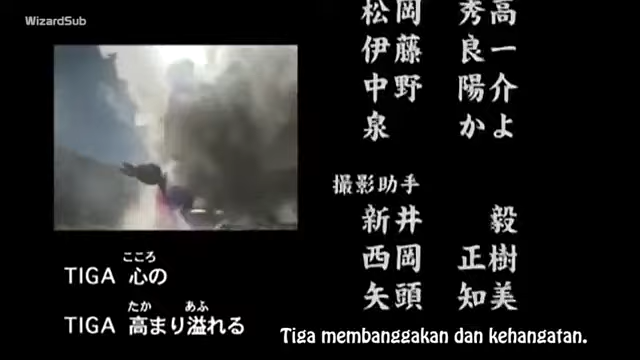 WizardSub
松岡 秀高
伊藤 良一
中野 陽介
泉 かよ
撮影助手
新井 毅
西岡 正樹
矢頭 知美
こころ
TIGA 心の
たか あふ
TIGA 高まり溢れる
Tiga membanggakan dan kehangatan.